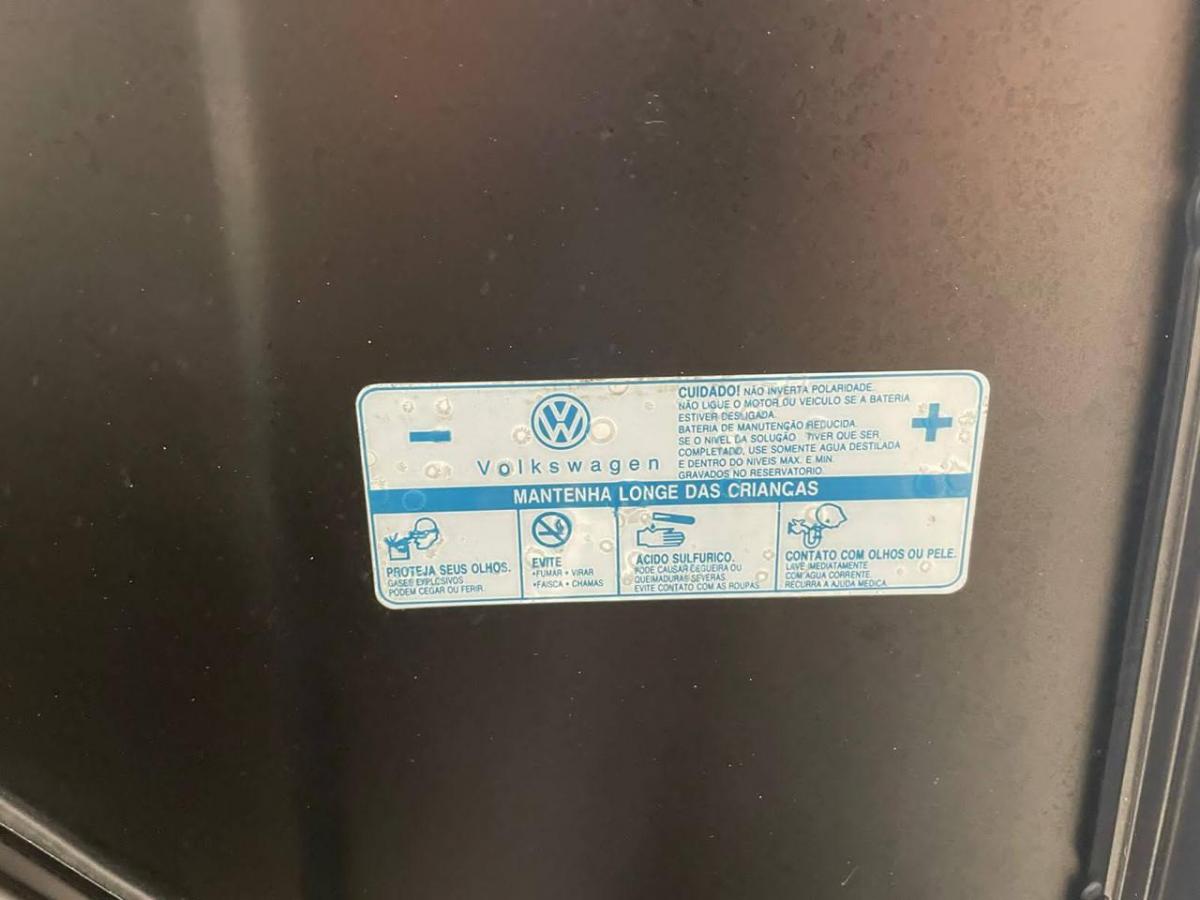 CUIDADO! NÃO INVERTA POLARIDADE.
NÃO LIGUE O MOTOR DU VEICULO SE A BATERIA
ESTIVER DESLIGADA.
BATERIA DE MANUTENÇÃO REDUCIDA.
SE O NIVEL DA SOLUÇÃO TIVER QUE SER
COMPLETADO, USE SOMENTE AGUA DESTILADA
E DENTRO DO NIVEIS MAX. E MIN.
GRAVADOS NO RESERVATORIO.
Volkswagen
MANTENHA LONGE DAS CRIANÇAS
PROTEJA SEUS OLHOS.
GASES EXPLCSIVOS
PODEM CEGAR OU FERIR.
EVITE
•FUMAR • VIRAR
•FAISCA • CHAMAS
ACIDO SULFURICO.
PODE CAUSAR CEGUEIRA OU
QUEIMADURAS SEVERAS.
EVITE CONTATO COM AS ROUPAS
CONTATO COM OLHOS OU PELE.
LAVE IMEDIATAMENTE
COM AGUA CORRENTE.
RECURRA A AJUDA MEDICA.